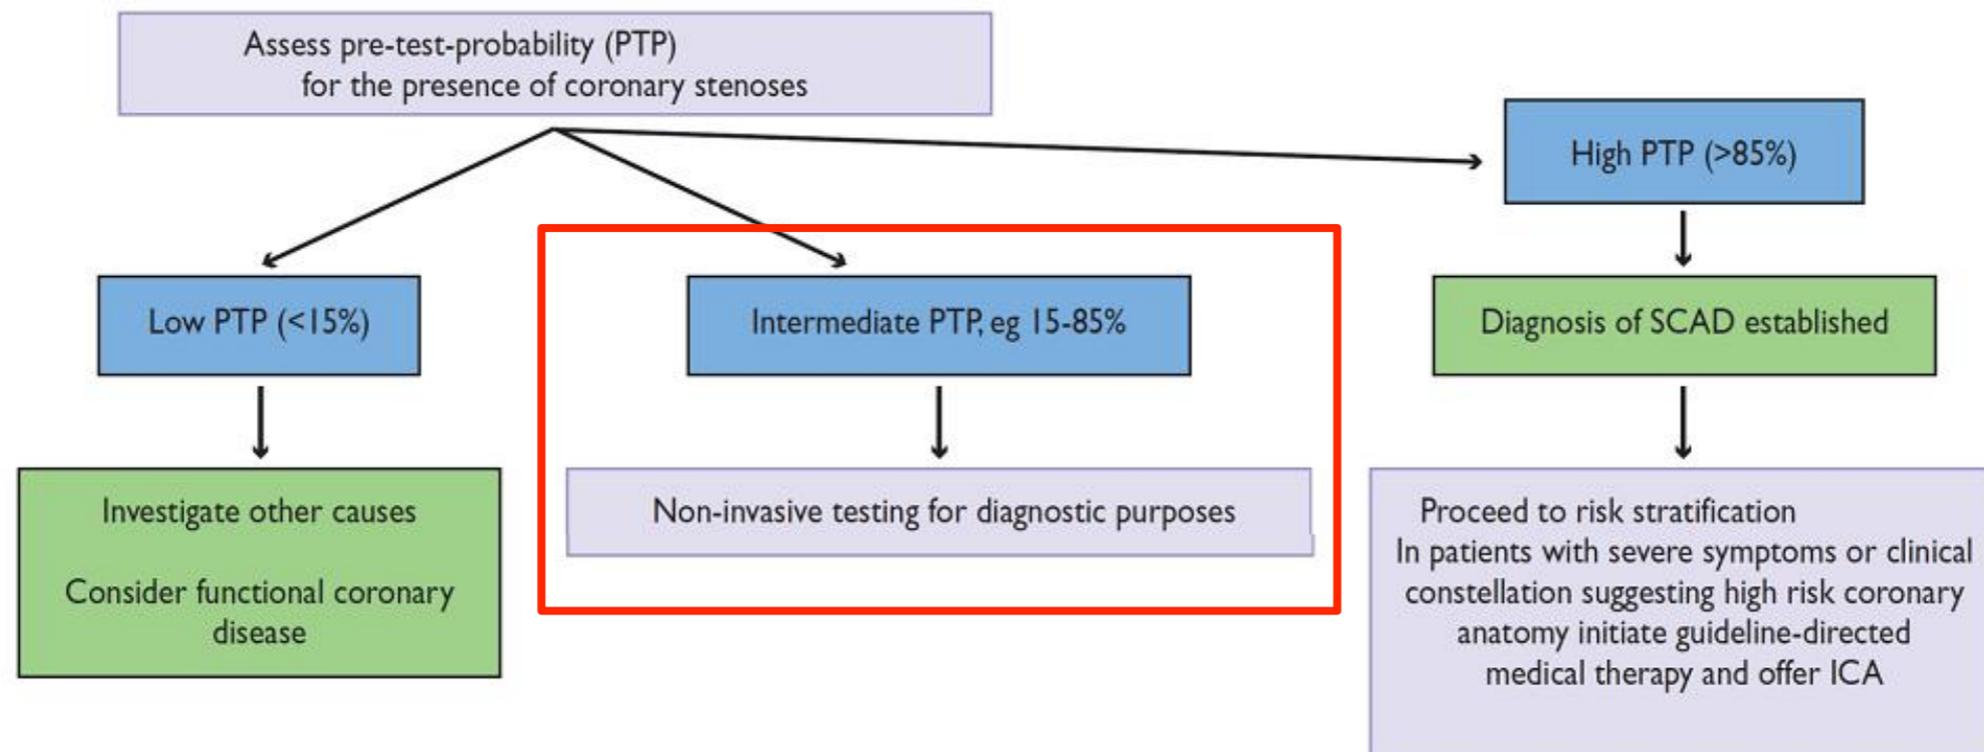 Assess pre-test-probability (PTP)
for the presence of coronary stenoses
High PTP (>85%)
Low PTP (<15%)
Intermediate PTP, eg 15-85%
Diagnosis of SCAD established
Investigate other causes
Consider functional coronary
disease
Non-invasive testing for diagnostic purposes
Proceed to risk stratification
In patients with severe symptoms or clinical
constellation suggesting high risk coronary
anatomy initiate guideline-directed
medical therapy and offer ICA